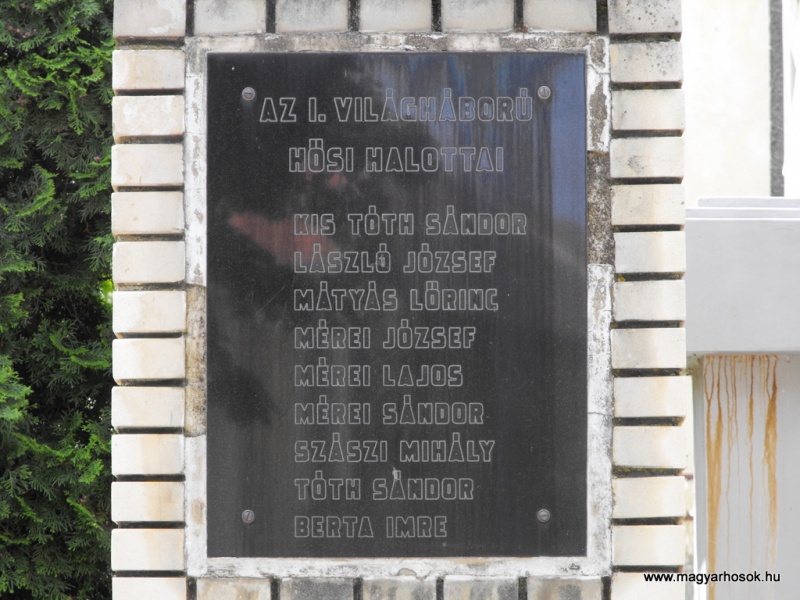 AZ I. VILÁGHÁBORÚ
HŐSI HALOTTAI
KIS TÓTH SÁNDOR
LÁSZLÓ JÓZSEF
MÁTYÁS LŐRINC
MÉREI JÓZSEF
MÉREI LAJOS
MÉREI SÁNDOR
SZÁSZI MIHÁLY
TÓTH SÁNDOR
BERTA IMRE
www.magyarhosok.hu